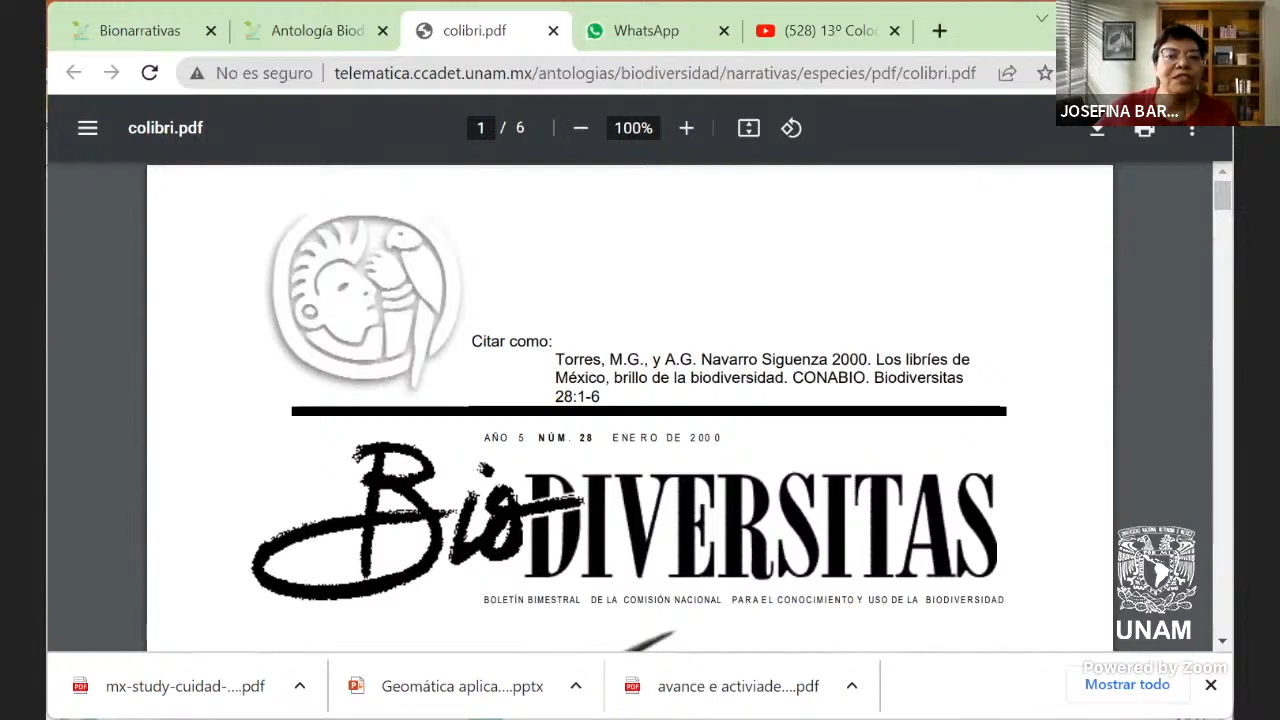 Bionarrativas
Antología Biod
colibri.pdf
WhatsApp
(528) 13º Colo
No es seguro
telematica.ccadet.unam.mx/antologias/biodiversidad/narrativas/especies/pdf/colibri.pdf
JOSEFINA BAR...
colibri.pdf
1 / 6
100%
Citar como:
Torres, M.G., y A.G. Navarro Siguenza 2000. Los libríes de
México, brillo de la biodiversidad. CONABIO. Biodiversitas
28:1-6
AÑO 5 NÚM. 28 ENERO DE 2000
BioDIVERSITAS
BOLETÍN BIMESTRAL DE LA COMISIÓN NACIONAL PARA EL CONOCIMIENTO Y USO DE LA BIODIVERSIDAD
UNAM
Powered by Zoom
mx-study-cuidad-....pdf
Geomática aplica....pptx
avance e activiade....pdf
Mostrar todo